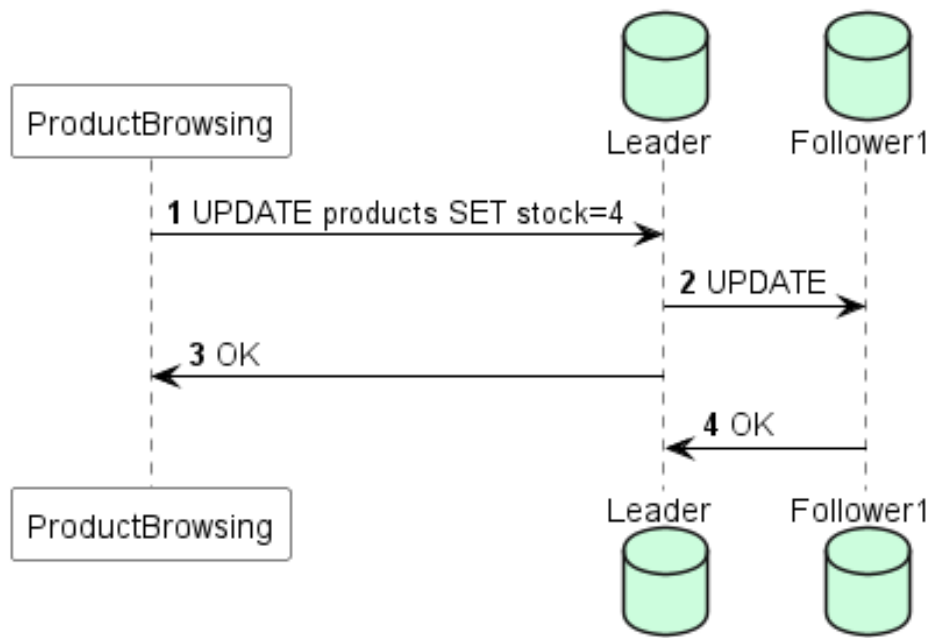 ProductBrowsing
Leader
Follower1
1 UPDATE products SET stock=4
2 UPDATE
3 OK
4 OK
ProductBrowsing
Leader
Follower1